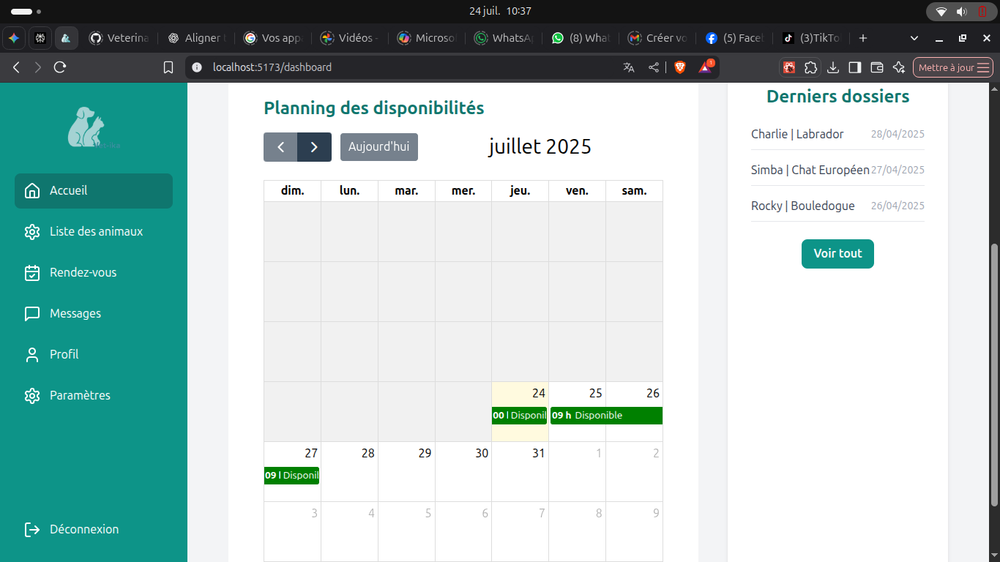 24 juil. 10:37
Veterina
Aligner
Vos app
Vidéos -
Microso
WhatsA
(8) What
Créer vo
(5) Face
(3)TikTo
localhost:5173/dashboard
1
Mettre à jour
Accueil
Liste des animaux
Rendez-vous
Messages
Profil
Paramètres
Déconnexion
Planning des disponibilités
Aujourd'hui
juillet 2025
dim. lun. mar. mer. jeu. ven. sam.
24 25 26
00 Disponil 09 h Disponible
27 28 29 30 31 1 2
09 Disponil
3 4 5 6 7 8 9
Derniers dossiers
Charlie | Labrador 28/04/2025
Simba | Chat Européen 27/04/2025
Rocky | Bouledogue 26/04/2025
Voir tout